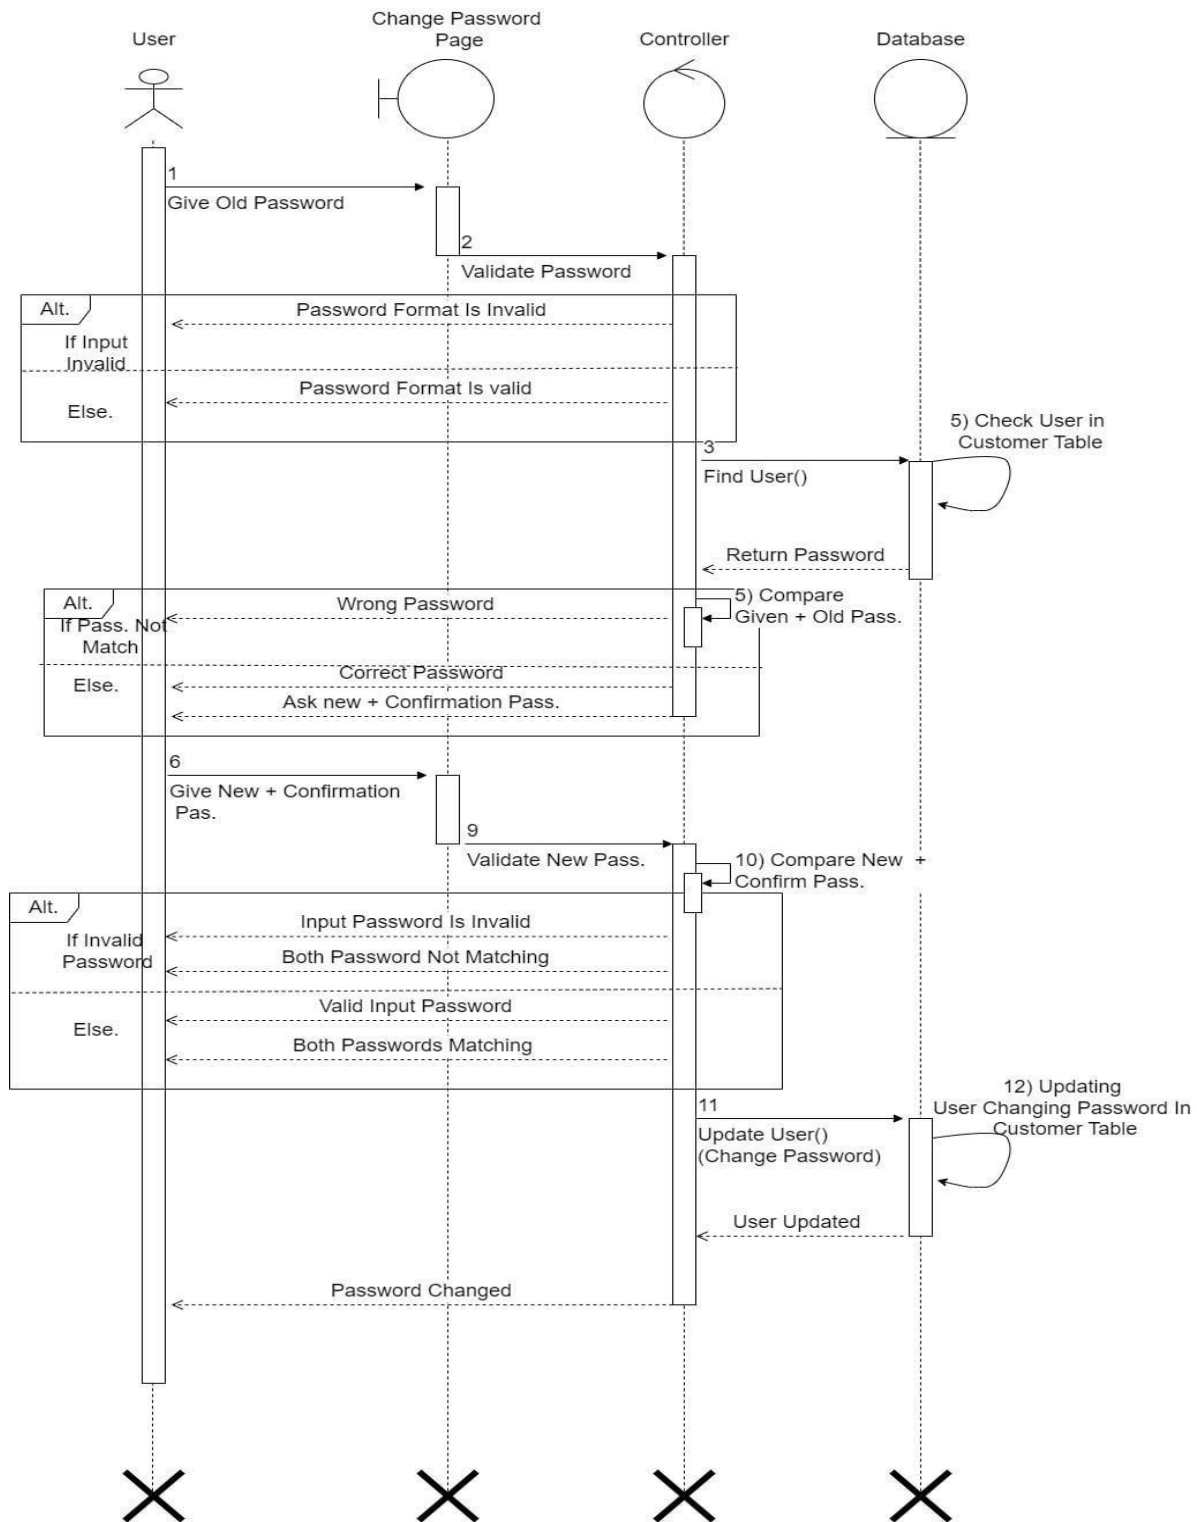 User
Change Password
Page
Controller
Database
1
Give Old Password
2
Validate Password
Alt.
Password Format Is Invalid
If Input
Invalid
Password Format Is valid
Else.
5) Check User in
Customer Table
3
Find User()
Return Password
Alt.
Wrong Password
5) Compare
Given + Old Pass.
If Pass. Not
Match
Correct Password
Else.
Ask new + Confirmation Pass.
6
Give New + Confirmation
Pas.
9
Validate New Pass.
10) Compare New +
Confirm Pass.
Alt.
Input Password Is Invalid
If Invalid
Password
Both Password Not Matching
Valid Input Password
Else.
Both Passwords Matching
12) Updating
User Changing Password In
Customer Table
11
Update User()
(Change Password)
User Updated
Password Changed